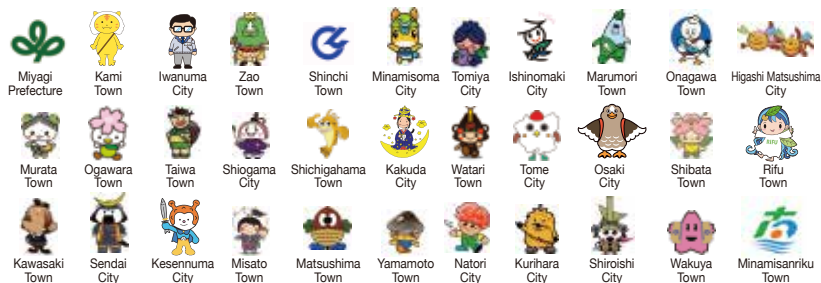 Miyagi Prefecture
Kami Town
Iwanuma City
Zao Town
Shinchi Town
Minamisoma City
Tomiya City
Ishinomaki City
Marumori Town
Onagawa Town
Higashi Matsushima City
Murata Town
Ogawara Town
Taiwa Town
Shiogama City
Shichigahama Town
Kakuda City
Watari Town
Tome City
Osaki City
Shibata Town
RIFU
Rifu Town
Kawasaki Town
Sendai City
Kesennuma City
Misato Town
Matsushima Town
Yamamoto Town
Natori City
Kurihara City
Shiroishi City
Wakuya Town
Minamisanriku Town